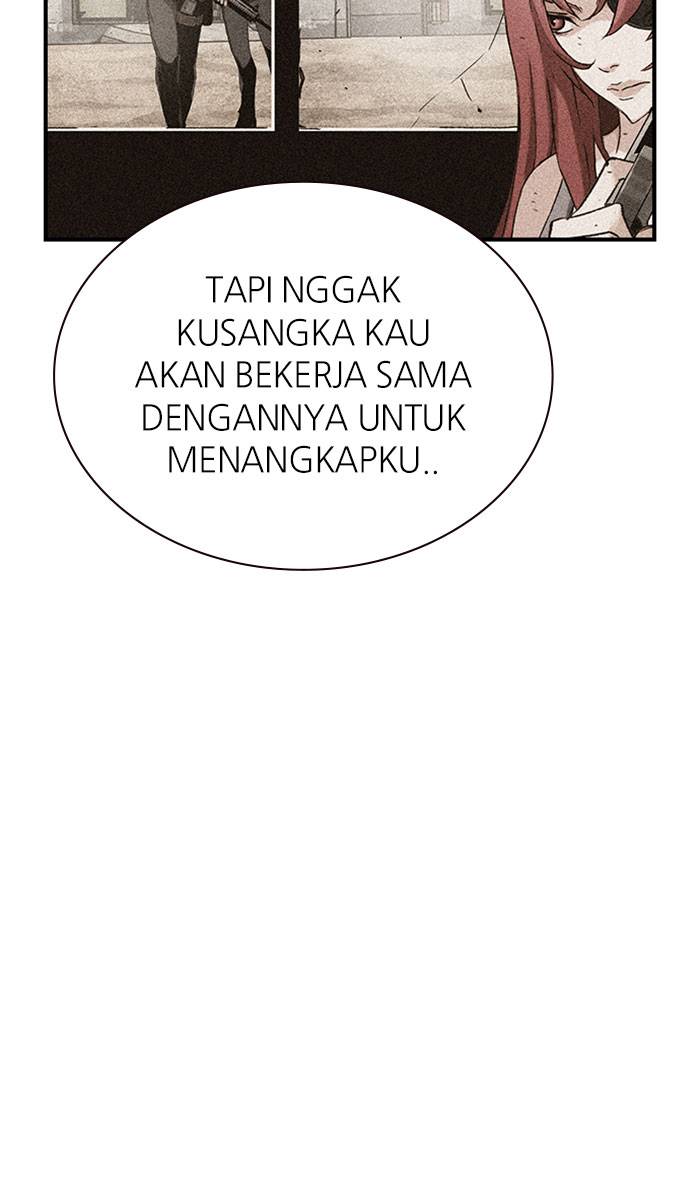 TAPI NGGAK
KUSANGKA KAU
AKAN BEKERJA SAMA
DENGANNYA UNTUK
MENANGKAPKU..